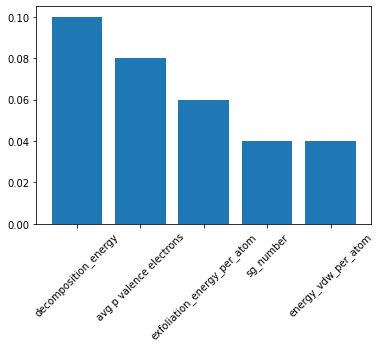 0.10
0.08
0.06
0.04
0.02
0.00
decomposition_energy
avg p valence electrons
exfoliation_energy_per_atom
sg_number
energy_vdw_per_atom